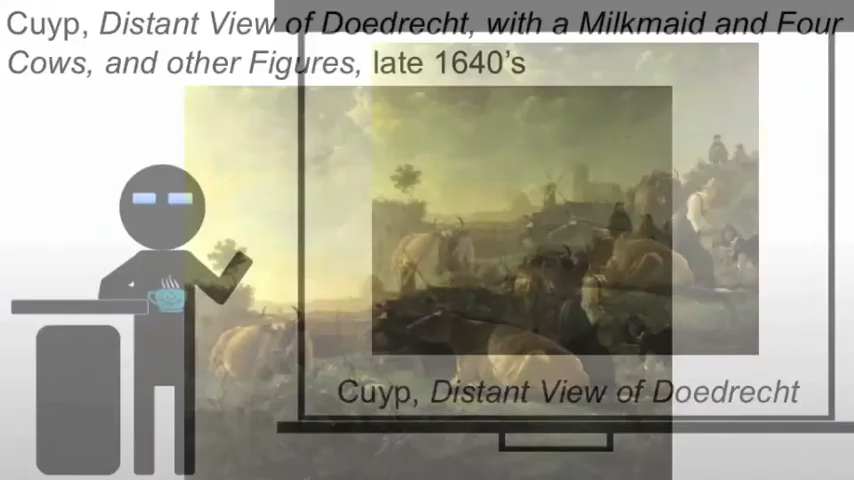 Cuyp, Distant View of Doedrecht, with a Milkmaid and Four
Cows, and other Figures, late 1640's
Cuyp, Distant View of Doedrecht